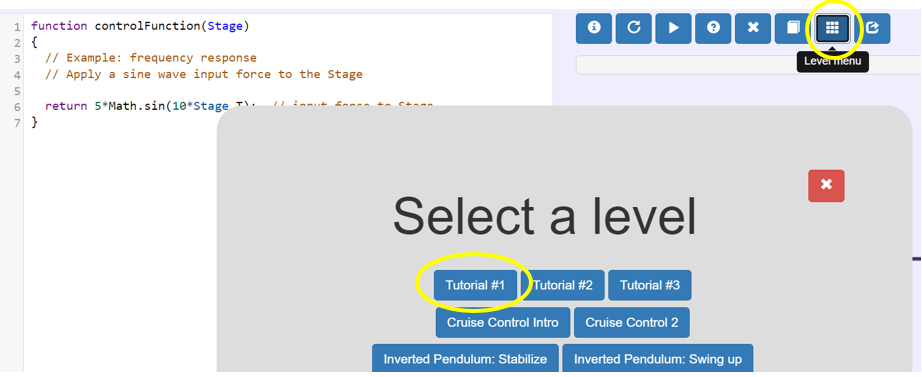 1 function controlFunction(Stage)
2 {
3 // Example: frequency response
4 // Apply a sine wave input force to the Stage
5
6 return 5*Math.sin(10*Stage.T); // input force to Stage
7 }
Level menu
Select a level
Tutorial #1 Tutorial #2 Tutorial #3
Cruise Control Intro Cruise Control 2
Inverted Pendulum: Stabilize Inverted Pendulum: Swing up